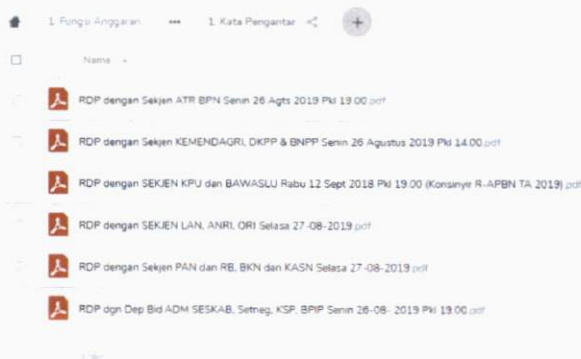 1. Fungsi Anggaran ••• 1. Kata Pengantar
Name
RDP dengan Sekjen ATR BPN Senin 26 Agts 2019 Pkl 19.00.pdf
RDP dengan Sekjen KEMENDAGRI, DKPP & BNPP Senin 26 Agustus 2019 Pkl 14.00.pdf
RDP dengan SEKJEN KPU dan BAWASLU Rabu 12 Sept 2018 Pkl 19.00 (Konsinyir R-APBN TA 2019).pdf
RDP dengan SEKJEN LAN, ANRI, ORI Selasa 27-08-2019.pdf
RDP dengan Sekjen PAN dan RB, BKN dan KASN Selasa 27-08-2019.pdf
RDP dgn Dep Bid ADM SESKAB, Setneg, KSP, BPIP Senin 26-08- 2019 Pkl 19.00.pdf